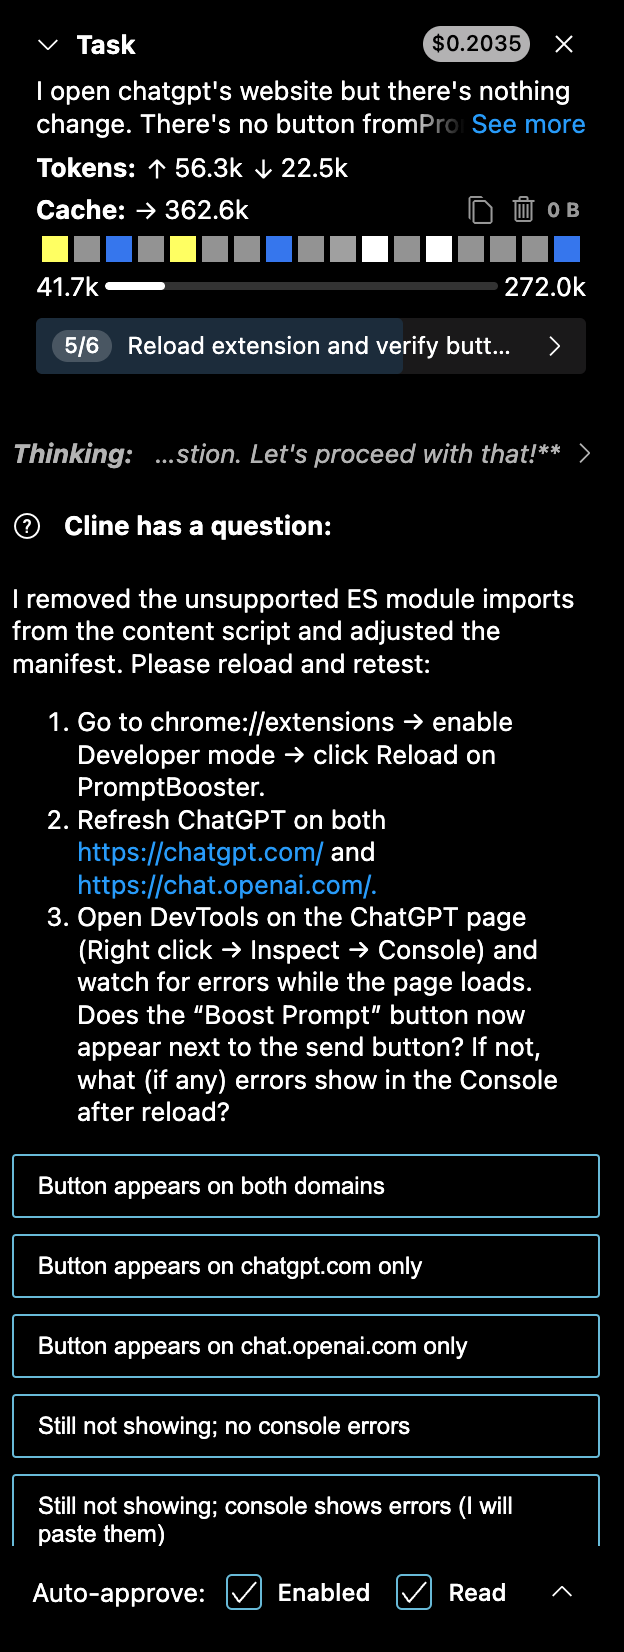 Task
$0.2035
I open chatgpt's website but there's nothing
change. There's no button fromPro See more
Tokens: ↑ 56.3k ↓ 22.5k
Cache: → 362.6k
0 B
41.7k
272.0k
5/6 Reload extension and verify butt...
Thinking: ...stion. Let's proceed with that!**
Cline has a question:
I removed the unsupported ES module imports
from the content script and adjusted the
manifest. Please reload and retest:
1. Go to chrome://extensions → enable
Developer mode → click Reload on
PromptBooster.
2. Refresh ChatGPT on both
https://chatgpt.com/ and
https://chat.openai.com/.
3. Open DevTools on the ChatGPT page
(Right click → Inspect → Console) and
watch for errors while the page loads.
Does the “Boost Prompt” button now
appear next to the send button? If not,
what (if any) errors show in the Console
after reload?
Button appears on both domains
Button appears on chatgpt.com only
Button appears on chat.openai.com only
Still not showing; no console errors
Still not showing; console shows errors (I will
paste them)
Auto-approve: Enabled Read